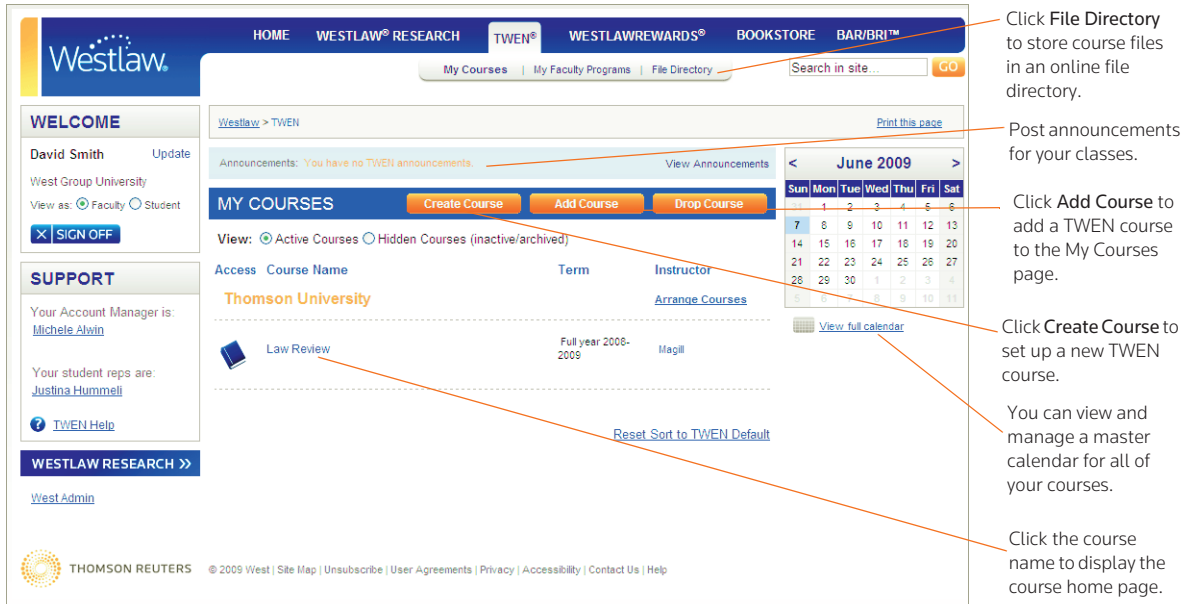 HOME WESTLAW® RESEARCH TWEN® WESTLAWREWARDS® BOOKSTORE BAR/BRI™
Westlaw.
My Courses | My Faculty Programs | File Directory
Search in site... GO
WELCOME
David Smith Update
West Group University
View as: Faculty Student
X SIGN OFF
SUPPORT
Your Account Manager is:
Michele Alwin
Your student reps are:
Justina Hummeli
? TWEN Help
WESTLAW RESEARCH >>
West Admin
Westlaw > TWEN Print this page
Announcements: You have no TWEN announcements. View Announcements
MY COURSES Create Course Add Course Drop Course
View: Active Courses Hidden Courses (inactive/archived)
Access Course Name Term Instructor
Thomson University Arrange Courses
Law Review Full year 2008-
2009 Magill
Reset Sort to TWEN Default
< June 2009 >
Sun Mon Tue Wed Thu Fri Sat
31 1 2 3 4 5 6
7 8 9 10 11 12 13
14 15 16 17 18 19 20
21 22 23 24 25 26 27
28 29 30 1 2 3 4
5 6 7 8 9 10 11
View full calendar
THOMSON REUTERS © 2009 West | Site Map | Unsubscribe | User Agreements | Privacy | Accessibility | Contact Us | Help
Click File Directory
to store course files
in an online file
directory.
Post announcements
for your classes.
Click Add Course to
add a TWEN course
to the My Courses
page.
Click Create Course to
set up a new TWEN
course.
You can view and
manage a master
calendar for all of
your courses.
Click the course
name to display the
course home page.